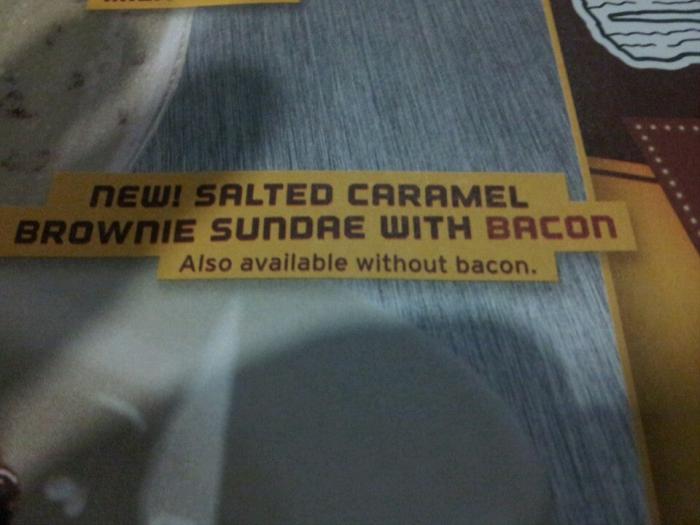 NEW! SALTED CARAMEL
BROWNIE SUNDAE WITH BACON
Also available without bacon.